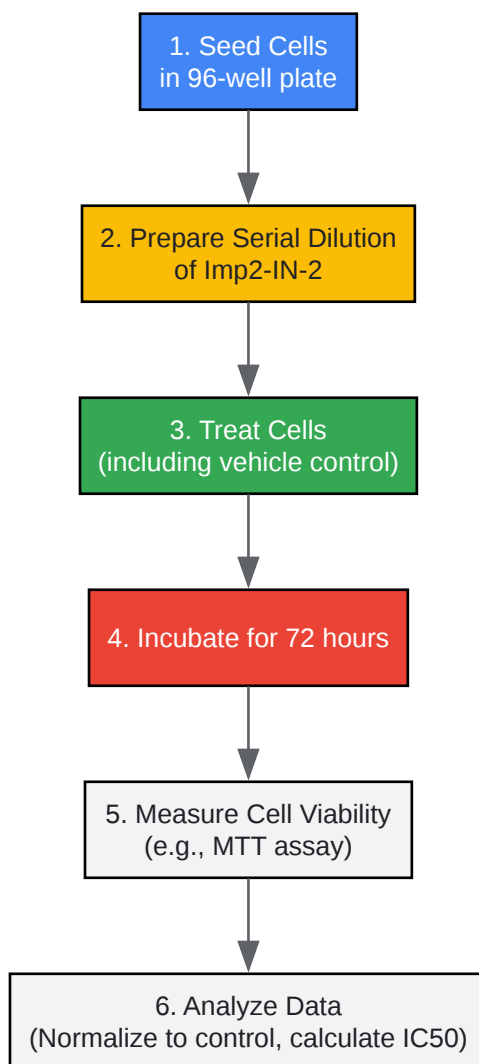 1. Seed Cells
in 96-well plate
2. Prepare Serial Dilution
of Imp2-IN-2
3. Treat Cells
(including vehicle control)
4. Incubate for 72 hours
5. Measure Cell Viability
(e.g., MTT assay)
6. Analyze Data
(Normalize to control, calculate IC50)